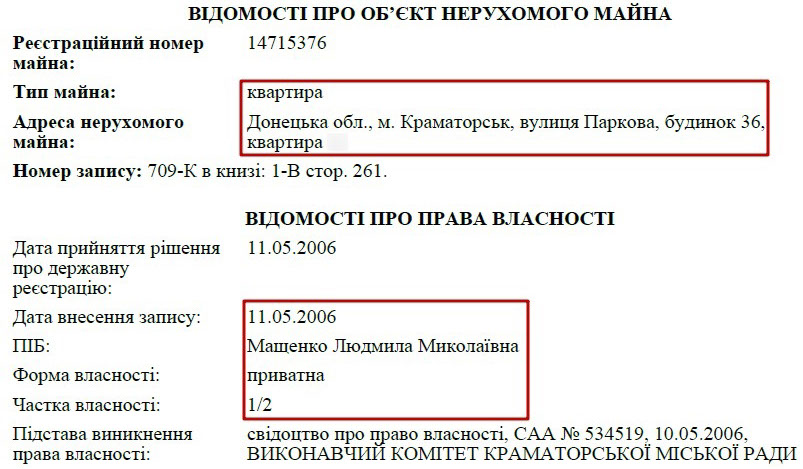 ВІДОМОСТІ ПРО ОБ’ЄКТ НЕРУХОМОГО МАЙНА
Реєстраційний номер майна: 14715376
Тип майна: квартира
Адреса нерухомого майна: Донецька обл., м. Краматорськ, вулиця Паркова, будинок 36, квартира
Номер запису: 709-К в книзі: 1-В стор. 261.
ВІДОМОСТІ ПРО ПРАВА ВЛАСНОСТІ
Дата прийняття рішення про державну реєстрацію: 11.05.2006
Дата внесення запису: 11.05.2006
ПІБ: Мащенко Людмила Миколаївна
Форма власності: приватна
Частка власності: 1/2
Підстава виникнення права власності: свідоцтво про право власності, САА № 534519, 10.05.2006, ВИКОНАВЧИЙ КОМІТЕТ КРАМАТОРСЬКОЇ МІСЬКОЇ РАДИ